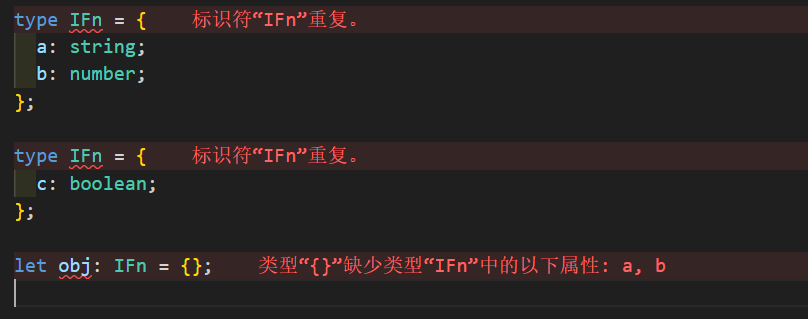 type IFn = {    标识符“IFn”重复。
  a: string;
  b: number;
};
type IFn = {    标识符“IFn”重复。
  c: boolean;
};
let obj: IFn = {};    类型“{}”缺少类型“IFn”中的以下属性: a, b